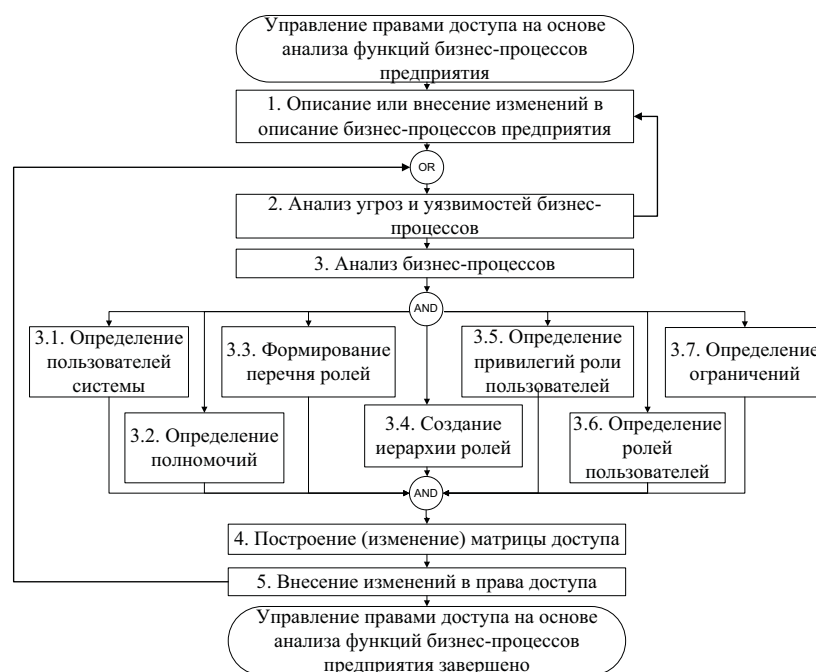 Управление правами доступа на основе
анализа функций бизнес-процессов
предприятия
1. Описание или внесение изменений в
описание бизнес-процессов предприятия
OR
2. Анализ угроз и уязвимостей бизнес-
процессов
3. Анализ бизнес-процессов
AND
3.1. Определение
пользователей
системы
3.3. Формирование
перечня ролей
3.5. Определение
привилегий роли
пользователей
3.7. Определение
ограничений
3.2. Определение
полномочий
3.4. Создание
иерархии ролей
3.6. Определение
ролей
пользователей
AND
4. Построение (изменение) матрицы доступа
5. Внесение изменений в права доступа
Управление правами доступа на основе
анализа функций бизнес-процессов
предприятия завершено